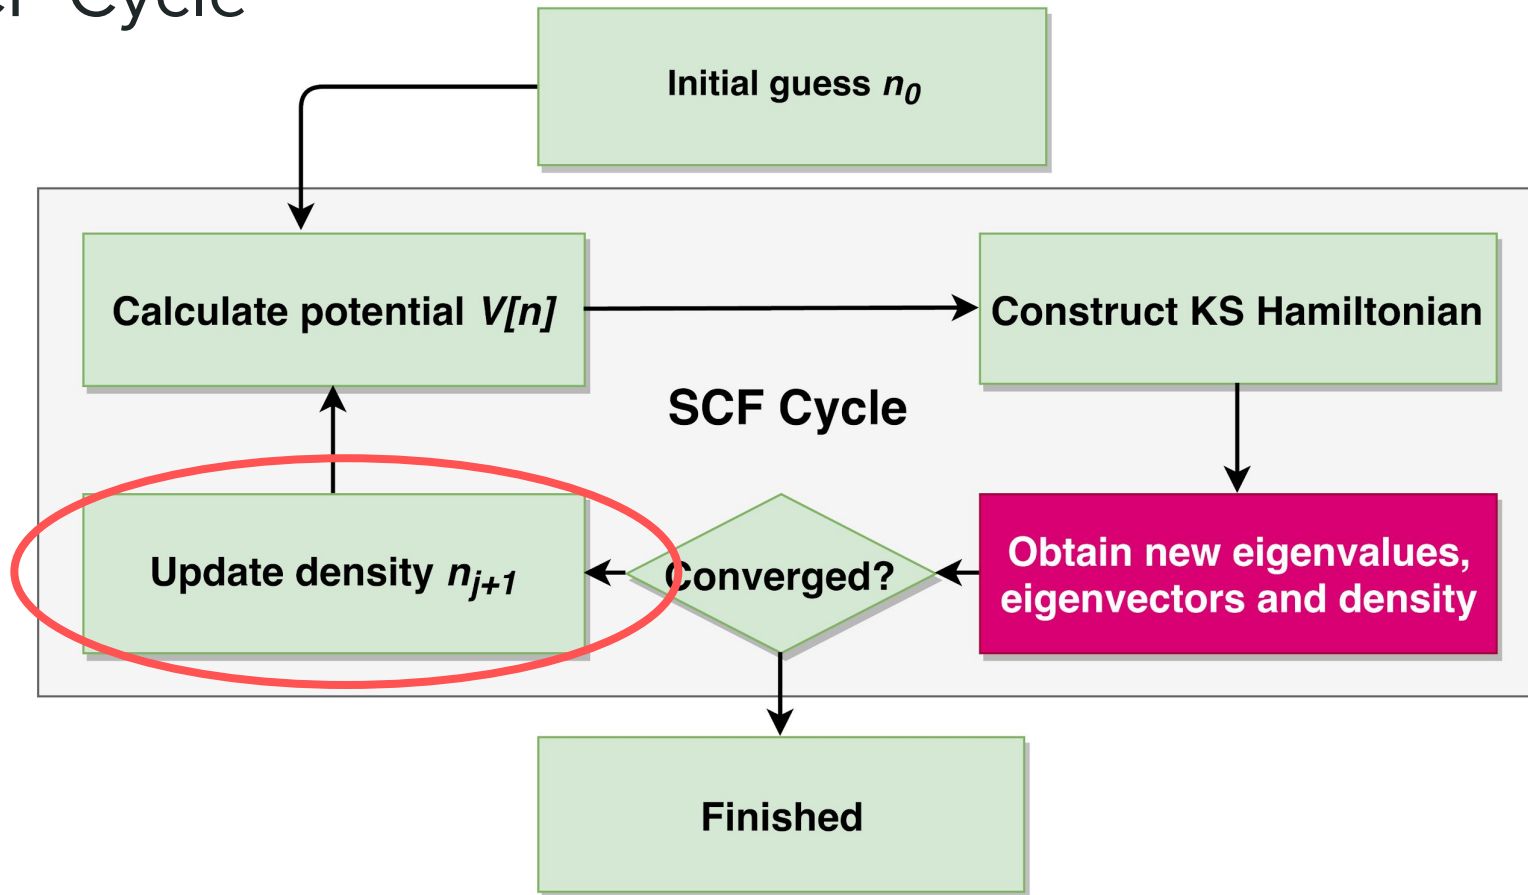 Cycle
Initial guess n0
Calculate potential V[n]
Construct KS Hamiltonian
SCF Cycle
Update density nj+1
Converged?
Obtain new eigenvalues,
eigenvectors and density
Finished